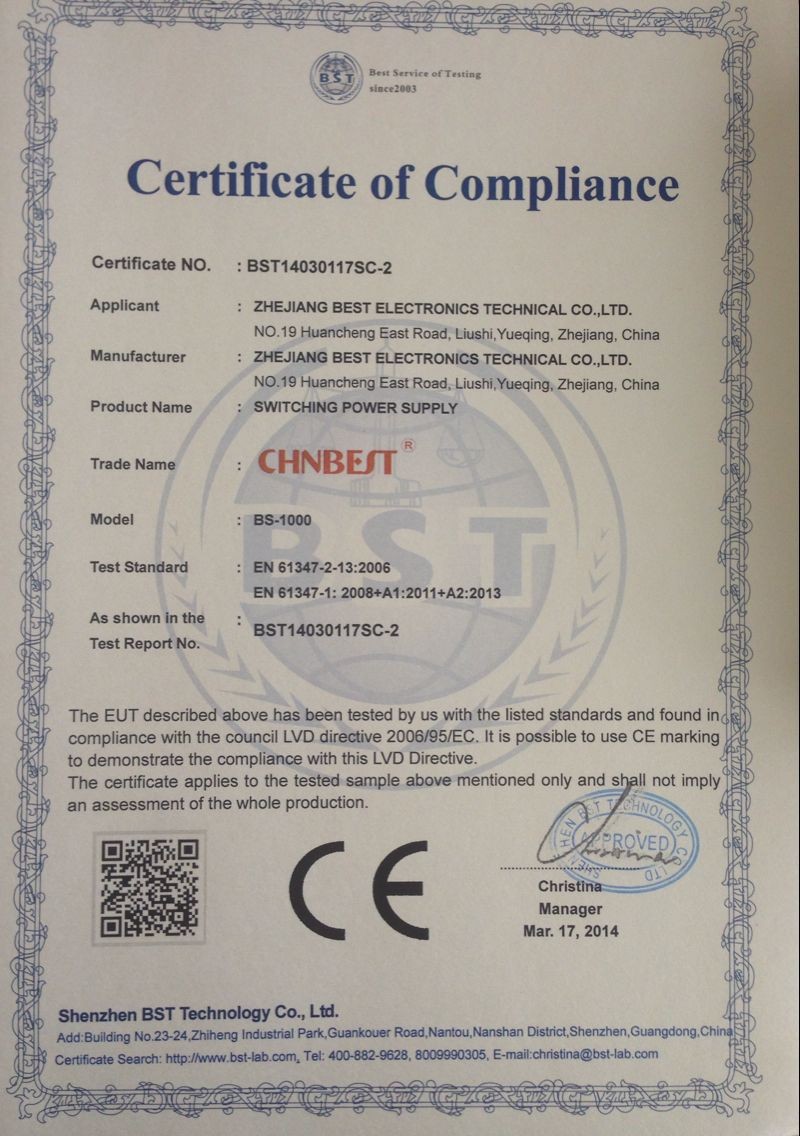 BST
Best Service of Testing
since2003
Certificate of Compliance
Certificate NO. : BST14030117SC-2
Applicant : ZHEJIANG BEST ELECTRONICS TECHNICAL CO.,LTD.
NO.19 Huancheng East Road, Liushi,Yueqing, Zhejiang, China
Manufacturer : ZHEJIANG BEST ELECTRONICS TECHNICAL CO.,LTD.
NO.19 Huancheng East Road, Liushi,Yueqing, Zhejiang, China
Product Name : SWITCHING POWER SUPPLY
Trade Name : CHNBEST ®
Model : BS-1000
BST
Test Standard : EN 61347-2-13:2006
EN 61347-1: 2008+A1:2011+A2:2013
As shown in the :
Test Report No. BST14030117SC-2
The EUT described above has been tested by us with the listed standards and found in
compliance with the council LVD directive 2006/95/EC. It is possible to use CE marking
to demonstrate the compliance with this LVD Directive.
The certificate applies to the tested sample above mentioned only and shall not imply
an assessment of the whole production.
CE
SHENZHEN BST TECHNOLOGY CO., LTD
APPROVED
Christina
Christina
Manager
Mar. 17, 2014
Shenzhen BST Technology Co., Ltd.
Add:Building No.23-24,Zhiheng Industrial Park,Guankouer Road,Nantou,Nanshan District,Shenzhen,Guangdong,China
Certificate Search: http://www.bst-lab.com, Tel: 400-882-9628, 8009990305, E-mail:christina@bst-lab.com